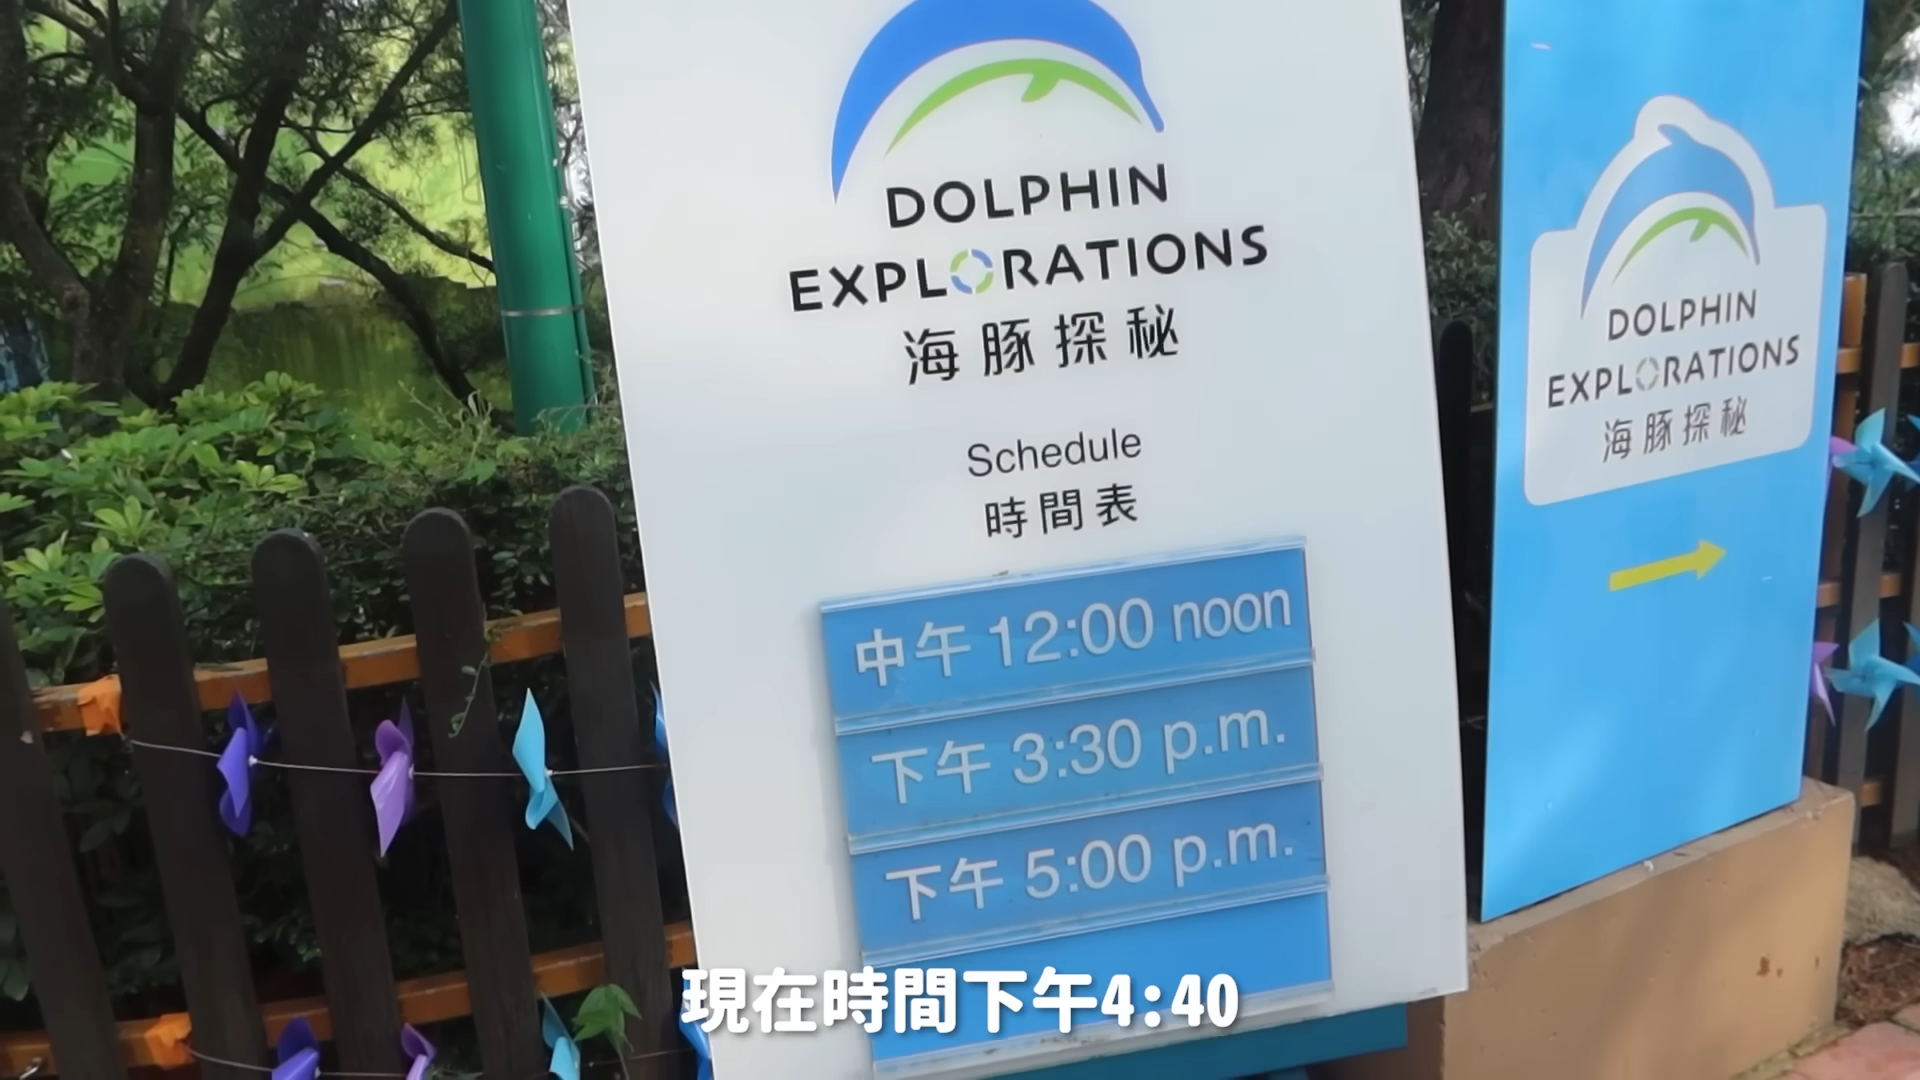 DOLPHIN
EXPLORATIONS
海豚探秘
Schedule
時間表
中午 12:00 noon
下午 3:30 p.m.
下午 5:00 p.m.
DOLPHIN
EXPLORATIONS
海豚探秘
現在時間下午4:40